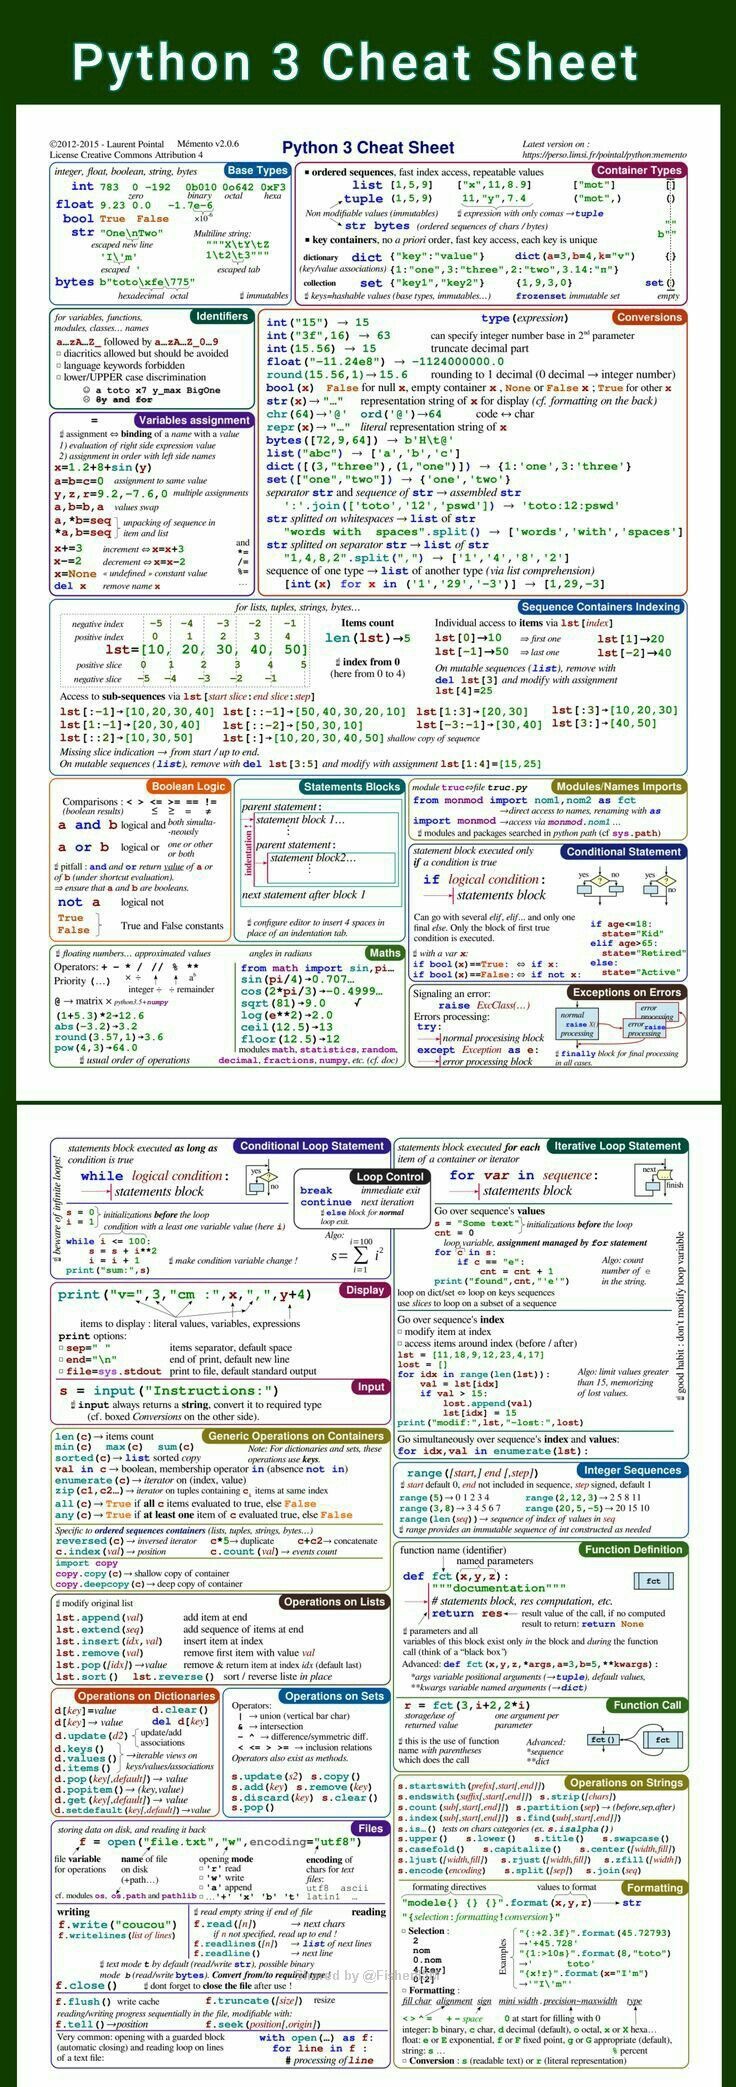 Python 3 Cheat Sheet
©2012-2015 - Laurent Pointal   Mémento v2.0.6
License Creative Commons Attribution 4
Python 3 Cheat Sheet
Latest version on :
https://perso.limsi.fr/pointal/python:memento
Base Types
integer, float, boolean, string, bytes
int 783 0 -192 0b010 0o642 0xF3
zero binary octal hexa
float 9.23 0.0 -1.7e-6
×10⁻⁶
bool True False
str "One\nTwo"
escaped new line
'I\'m'
escaped '
Multiline string:
"""X\tY\tZ
1\t2\t3"""
escaped tab
bytes b"toto\xfe\775"
hexadecimal octal
☝ immutables
Container Types
■ ordered sequences, fast index access, repeatable values
list [1,5,9] ["x",11,8.9] ["mot"] []
tuple (1,5,9) 11,"y",7.4 ("mot",) ()
Non modifiable values (immutables)
☝ expression with only comas → tuple
str bytes (ordered sequences of chars / bytes)
""
b""
■ key containers, no a priori order, fast key access, each key is unique
dictionary dict {"key":"value"} dict(a=3,b=4,k="v") {}
(key/value associations) {1:"one",3:"three",2:"two",3.14:"π"}
collection set {"key1","key2"} {1,9,3,0} set()
☝ keys=hashable values (base types, immutables…) frozenset immutable set empty
Identifiers
for variables, functions,
modules, classes… names
a…zA…Z_ followed by a…zA…Z_0…9
▫ diacritics allowed but should be avoided
▫ language keywords forbidden
▫ lower/UPPER case discrimination
☺ a toto x7 y_max BigOne
☹ 8y and for
= Variables assignment
☝ assignment ⇔ binding of a name with a value
1) evaluation of right side expression value
2) assignment in order with left side names
x=1.2+8+sin(y)
a=b=c=0 assignment to same value
y,z,r=9.2,-7.6,0 multiple assignments
a,b=b,a values swap
a,*b=seq
*a,b=seq
unpacking of sequence in
item and list
and
x+=3 increment ⇔ x=x+3 *=
x-=2 decrement ⇔ x=x-2 /=
x=None « undefined » constant value %=
del x remove name x …
Conversions
type(expression)
int("15") → 15
int("3f",16) → 63 can specify integer number base in 2nd parameter
int(15.56) → 15 truncate decimal part
float("-11.24e8") → -1124000000.0
round(15.56,1)→ 15.6 rounding to 1 decimal (0 decimal → integer number)
bool(x) False for null x, empty container x , None or False x ; True for other x
str(x)→ "…" representation string of x for display (cf. formatting on the back)
chr(64)→'@' ord('@')→64 code ↔ char
repr(x)→ "…" literal representation string of x
bytes([72,9,64]) → b'H\t@'
list("abc") → ['a','b','c']
dict([(3,"three"),(1,"one")]) → {1:'one',3:'three'}
set(["one","two"]) → {'one','two'}
separator str and sequence of str → assembled str
':'.join(['toto','12','pswd']) → 'toto:12:pswd'
str splitted on whitespaces → list of str
"words with  spaces".split() → ['words','with','spaces']
str splitted on separator str → list of str
"1,4,8,2".split(",") → ['1','4','8','2']
sequence of one type → list of another type (via list comprehension)
[int(x) for x in ('1','29','-3')] → [1,29,-3]
Sequence Containers Indexing
for lists, tuples, strings, bytes…
negative index -5 -4 -3 -2 -1
positive index 0 1 2 3 4
lst=[10, 20, 30, 40, 50]
positive slice 0 1 2 3 4 5
negative slice -5 -4 -3 -2 -1
Items count
len(lst)→5
☝ index from 0
(here from 0 to 4)
Individual access to items via lst[index]
lst[0]→10 ⇒ first one lst[1]→20
lst[-1]→50 ⇒ last one lst[-2]→40
On mutable sequences (list), remove with
del lst[3] and modify with assignment
lst[4]=25
Access to sub-sequences via lst[start slice:end slice:step]
lst[:-1]→[10,20,30,40] lst[::-1]→[50,40,30,20,10] lst[1:3]→[20,30] lst[:3]→[10,20,30]
lst[1:-1]→[20,30,40] lst[::-2]→[50,30,10] lst[-3:-1]→[30,40] lst[3:]→[40,50]
lst[::2]→[10,30,50] lst[:]→[10,20,30,40,50] shallow copy of sequence
Missing slice indication → from start / up to end.
On mutable sequences (list), remove with del lst[3:5] and modify with assignment lst[1:4]=[15,25]
Boolean Logic
Comparisons : < > <= >= == !=
(boolean results) ≤ ≥ = ≠
a and b logical and both simulta-
-neously
a or b logical or one or other
or both
☝ pitfall : and and or return value of a or
of b (under shortcut evaluation).
⇒ ensure that a and b are booleans.
not a logical not
True
False
True and False constants
Statements Blocks
parent statement :
statement block 1…
⋮
parent statement :
statement block2…
⋮
next statement after block 1
indentation !
☝ configure editor to insert 4 spaces in
place of an indentation tab.
Modules/Names Imports
module truc⇔file truc.py
from monmod import nom1,nom2 as fct
→direct access to names, renaming with as
import monmod →access via monmod.nom1 …
☝ modules and packages searched in python path (cf sys.path)
Conditional Statement
statement block executed only
if a condition is true
if logical condition:
statements block
yes ? no yes ? no
Can go with several elif, elif... and only one
final else. Only the block of first true
condition is executed.
☝ with a var x:
if bool(x)==True: ⇔ if x:
if bool(x)==False: ⇔ if not x:
if age<=18:
state="Kid"
elif age>65:
state="Retired"
else:
state="Active"
Maths
☝ floating numbers… approximated values angles in radians
Operators: + - * / // % **
Priority (…) × ÷ aᵇ
integer ÷ ÷ remainder
@ → matrix × python3.5+numpy
(1+5.3)*2→12.6
abs(-3.2)→3.2
round(3.57,1)→3.6
pow(4,3)→64.0
☝ usual order of operations
from math import sin,pi…
sin(pi/4)→0.707…
cos(2*pi/3)→-0.4999…
sqrt(81)→9.0 √
log(e**2)→2.0
ceil(12.5)→13
floor(12.5)→12
modules math, statistics, random,
decimal, fractions, numpy, etc. (cf. doc)
Exceptions on Errors
Signaling an error:
raise ExcClass(…)
Errors processing:
try:
normal procesising block
except Exception as e:
error processing block
normal
raise X()
processing
error
processing
error raise
processing
☝ finally block for final processing
in all cases.
Conditional Loop Statement
statements block executed as long as
condition is true
while logical condition:
statements block
yes ? no
☝ beware of infinite loops!
s = 0
i = 1
initializations before the loop
condition with a least one variable value (here i)
while i <= 100:
s = s + i**2
i = i + 1 ☝ make condition variable change !
print("sum:",s)
Loop Control
break immediate exit
continue next iteration
☝ else block for normal
loop exit.
Algo:
i=100
s= ∑ i²
i=1
Iterative Loop Statement
statements block executed for each
item of a container or iterator
for var in sequence:
statements block
next
…
finish
Go over sequence's values
s = "Some text"
cnt = 0
initializations before the loop
loop variable, assignment managed by for statement
for c in s:
if c == "e":
cnt = cnt + 1
print("found",cnt,"'e'")
Algo: count
number of e
in the string.
loop on dict/set ⇔ loop on keys sequences
use slices to loop on a subset of a sequence
Go over sequence's index
▫ modify item at index
▫ access items around index (before / after)
lst = [11,18,9,12,23,4,17]
lost = []
for idx in range(len(lst)):
val = lst[idx]
if val > 15:
lost.append(val)
lst[idx] = 15
print("modif:",lst,"-lost:",lost)
Algo: limit values greater
than 15, memorizing
of lost values.
Go simultaneously over sequence's index and values:
for idx,val in enumerate(lst):
☝ good habit : don't modify loop variable
Display
print("v=",3,"cm :",x,",",y+4)
items to display : literal values, variables, expressions
print options:
▫ sep=" " items separator, default space
▫ end="\n" end of print, default new line
▫ file=sys.stdout print to file, default standard output
Input
s = input("Instructions:")
☝ input always returns a string, convert it to required type
(cf. boxed Conversions on the other side).
Generic Operations on Containers
len(c)→ items count
min(c) max(c) sum(c)
sorted(c)→ list sorted copy
Note: For dictionaries and sets, these
operations use keys.
val in c → boolean, membership operator in (absence not in)
enumerate(c)→ iterator on (index, value)
zip(c1,c2…)→ iterator on tuples containing cᵢ items at same index
all(c)→ True if all c items evaluated to true, else False
any(c)→ True if at least one item of c evaluated true, else False
Specific to ordered sequences containers (lists, tuples, strings, bytes…)
reversed(c)→ inversed iterator c*5→ duplicate c+c2→ concatenate
c.index(val)→ position c.count(val)→ events count
import copy
copy.copy(c)→ shallow copy of container
copy.deepcopy(c)→ deep copy of container
Integer Sequences
range([start,] end [,step])
☝ start default 0, end not included in sequence, step signed, default 1
range(5)→ 0 1 2 3 4 range(2,12,3)→ 2 5 8 11
range(3,8)→ 3 4 5 6 7 range(20,5,-5)→ 20 15 10
range(len(seq))→ sequence of index of values in seq
☝ range provides an immutable sequence of int constructed as needed
Operations on Lists
☝ modify original list
lst.append(val) add item at end
lst.extend(seq) add sequence of items at end
lst.insert(idx,val) insert item at index
lst.remove(val) remove first item with value val
lst.pop([idx])→value remove & return item at index idx (default last)
lst.sort() lst.reverse() sort / reverse liste in place
Function Definition
function name (identifier)
named parameters
def fct(x,y,z):
"""documentation"""
# statements block, res computation, etc.
return res ← result value of the call, if no computed
result to return: return None
fct
☝ parameters and all
variables of this block exist only in the block and during the function
call (think of a “black box”)
Advanced: def fct(x,y,z,*args,a=3,b=5,**kwargs):
*args variable positional arguments (→tuple), default values,
**kwargs variable named arguments (→dict)
Operations on Dictionaries
d[key]=value d.clear()
d[key]→ value del d[key]
d.update(d2) update/add
associations
d.keys()
d.values()
d.items()
→iterable views on
keys/values/associations
d.pop(key[,default])→ value
d.popitem()→ (key,value)
d.get(key[,default])→ value
d.setdefault(key[,default])→value
Operations on Sets
Operators:
| → union (vertical bar char)
& → intersection
- ^ → difference/symmetric diff.
< <= > >= → inclusion relations
Operators also exist as methods.
s.update(s2) s.copy()
s.add(key) s.remove(key)
s.discard(key) s.clear()
s.pop()
Function Call
r = fct(3,i+2,2*i)
storage/use of
returned value
one argument per
parameter
☝ this is the use of function
name with parentheses
which does the call
Advanced:
*sequence
**dict
fct() fct
Operations on Strings
s.startswith(prefix[,start[,end]])
s.endswith(suffix[,start[,end]]) s.strip([chars])
s.count(sub[,start[,end]]) s.partition(sep)→ (before,sep,after)
s.index(sub[,start[,end]]) s.find(sub[,start[,end]])
s.is…() tests on chars categories (ex. s.isalpha())
s.upper() s.lower() s.title() s.swapcase()
s.casefold() s.capitalize() s.center([width,fill])
s.ljust([width,fill]) s.rjust([width,fill]) s.zfill([width])
s.encode(encoding) s.split([sep]) s.join(seq)
Files
storing data on disk, and reading it back
f = open("file.txt","w",encoding="utf8")
file variable
for operations
name of file
on disk
(+path…)
opening mode
▫ 'r' read
▫ 'w' write
▫ 'a' append
▫ …'+' 'x' 'b' 't'
encoding of
chars for text
files:
utf8 ascii
latin1 …
cf. modules os, os.path and pathlib
writing
f.write("coucou")
f.writelines(list of lines)
☝ read empty string if end of file reading
f.read([n]) → next chars
if n not specified, read up to end !
f.readlines([n]) → list of next lines
f.readline() → next line
☝ text mode t by default (read/write str), possible binary
mode b (read/write bytes). Convert from/to required type !
f.close() ☝ dont forget to close the file after use !
f.flush() write cache f.truncate([size]) resize
reading/writing progress sequentially in the file, modifiable with:
f.tell()→position f.seek(position[,origin])
Very common: opening with a guarded block
(automatic closing) and reading loop on lines
of a text file:
with open(…) as f:
for line in f :
# processing of line
Formatting
formating directives values to format
"modele{} {} {}".format(x,y,r) → str
"{selection:formatting!conversion}"
▫ Selection :
2
nom
0.nom
4[key]
0[2]
Examples
"{:+2.3f}".format(45.72793)
→'+45.728'
"{1:>10s}".format(8,"toto")
→'      toto'
"{x!r}".format(x="I'm")
→'"I\'m"'
▫ Formatting :
fill char alignment sign mini width.precision~maxwidth type
< > ^ = + - space 0 at start for filling with 0
integer: b binary, c char, d decimal (default), o octal, x or X hexa…
float: e or E exponential, f or F fixed point, g or G appropriate (default),
string: s … % percent
▫ Conversion : s (readable text) or r (literal representation)